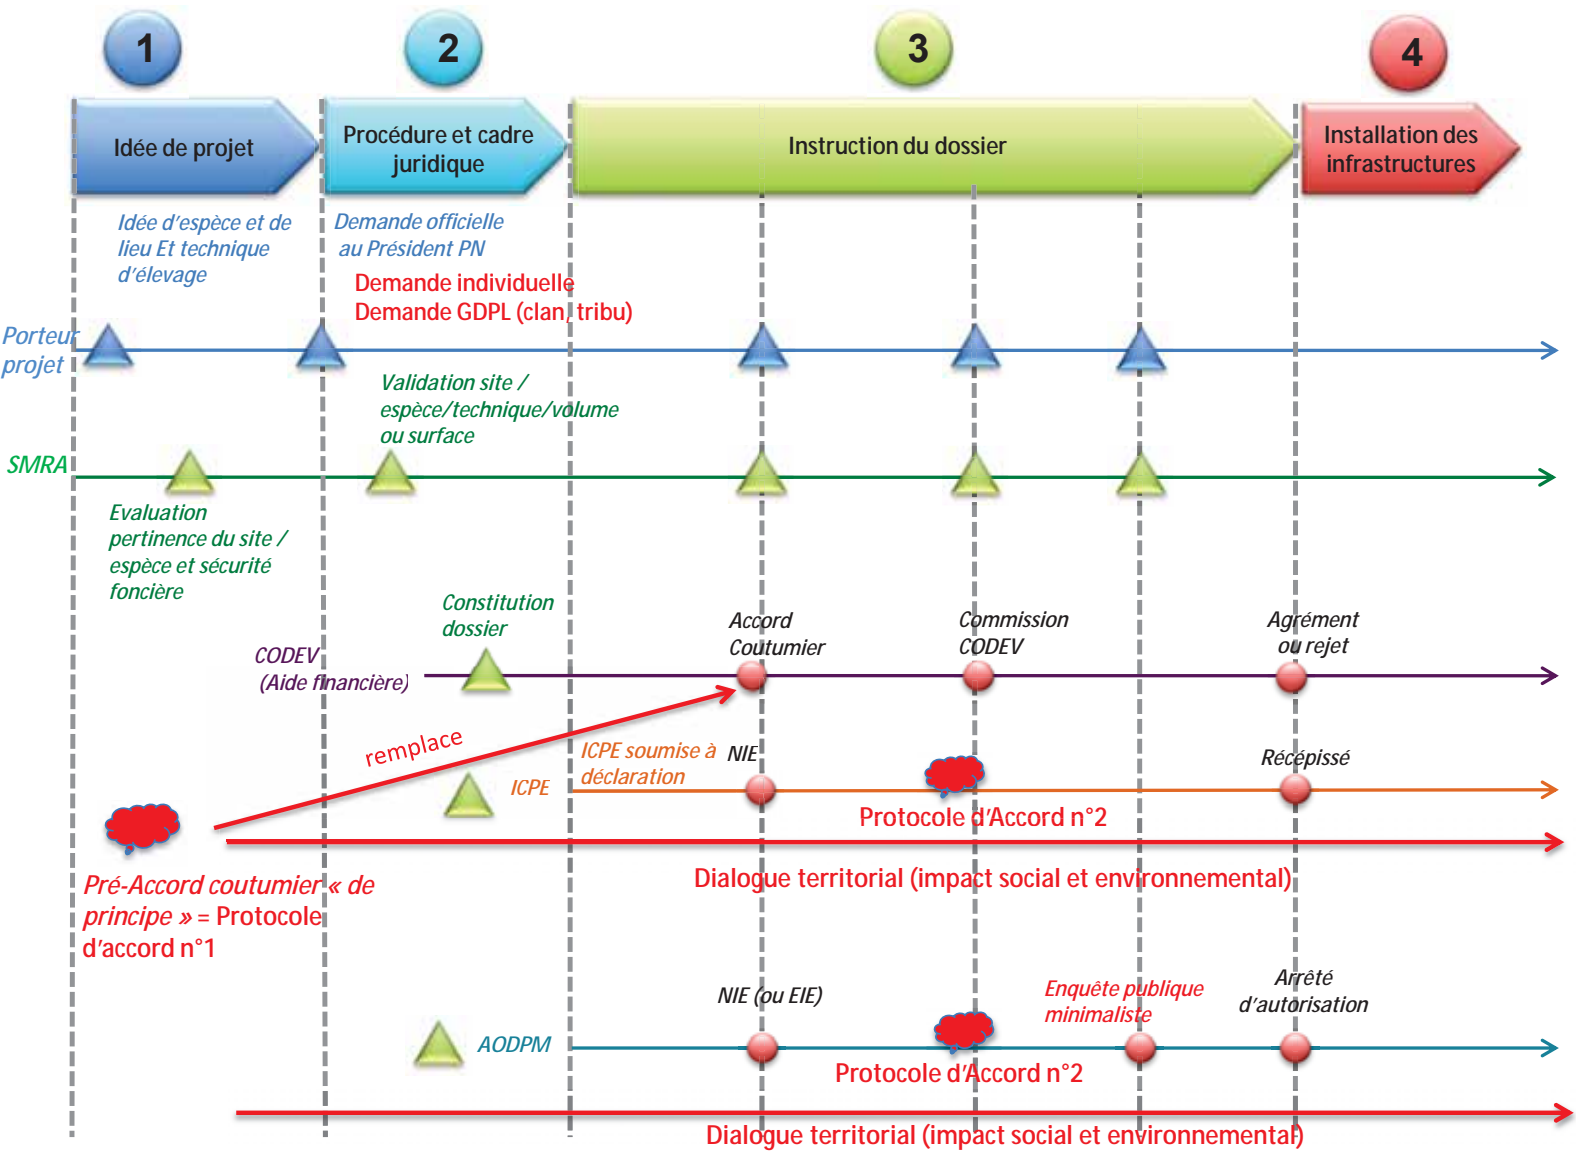 1
2
3
4
Idée de projet
Procédure et cadre
juridique
Instruction du dossier
Installation des
infrastructures
Idée d'espèce et de
lieu Et technique
d'élevage
Demande officielle
au Président PN
Demande individuelle
Demande GDPL (clan, tribu)
Porteur
projet
Validation site /
espèce/technique/volume
ou surface
SMRA
Evaluation
pertinence du site /
espèce et sécurité
foncière
Constitution
dossier
Accord
Coutumier
Commission
CODEV
Agrément
ou rejet
CODEV
(Aide financière)
remplace
ICPE soumise à
déclaration
NIE
Récépissé
ICPE
Protocole d'Accord n°2
Dialogue territorial (impact social et environnemental)
Pré-Accord coutumier « de
principe » = Protocole
d'accord n°1
NIE (ou EIE)
Enquête publique
minimaliste
Arrêté
d'autorisation
AODPM
Protocole d'Accord n°2
Dialogue territorial (impact social et environnemental)